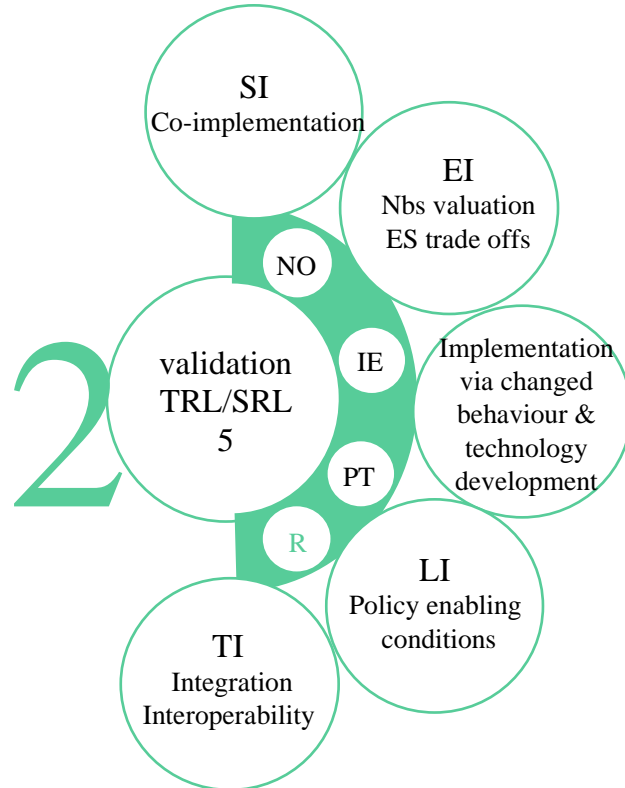 SI
Co-implementation
EI
Nbs valuation
ES trade offs
NO
IE
PT
R
2
validation
TRL/SRL
5
Implementation
via changed
behaviour &
technology
development
LI
Policy enabling
conditions
TI
Integration
Interoperability